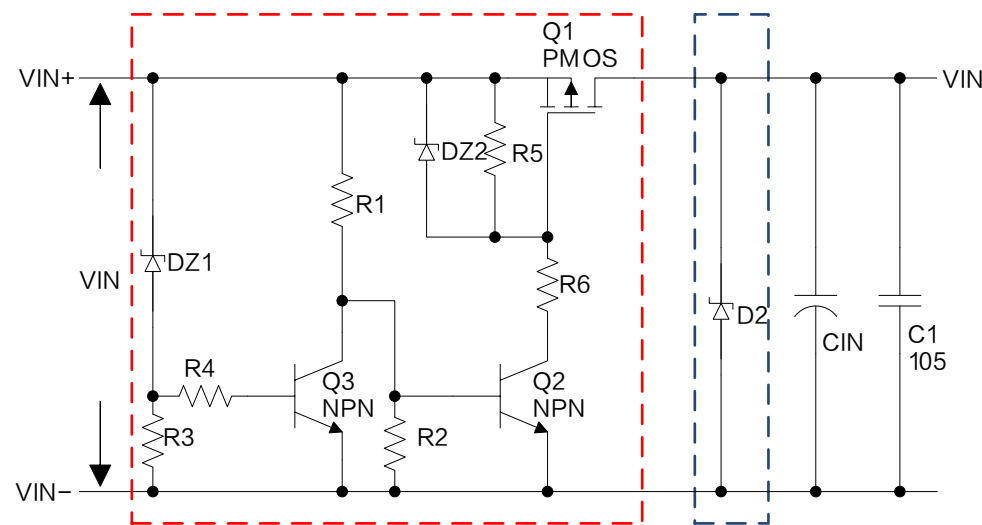 Q1
PMOS
VIN+
VIN
DZ2
R5
R1
DZ1
VIN
R6
D2
CIN
C1
105
R4
Q3
NPN
Q2
NPN
R3
R2
VIN−